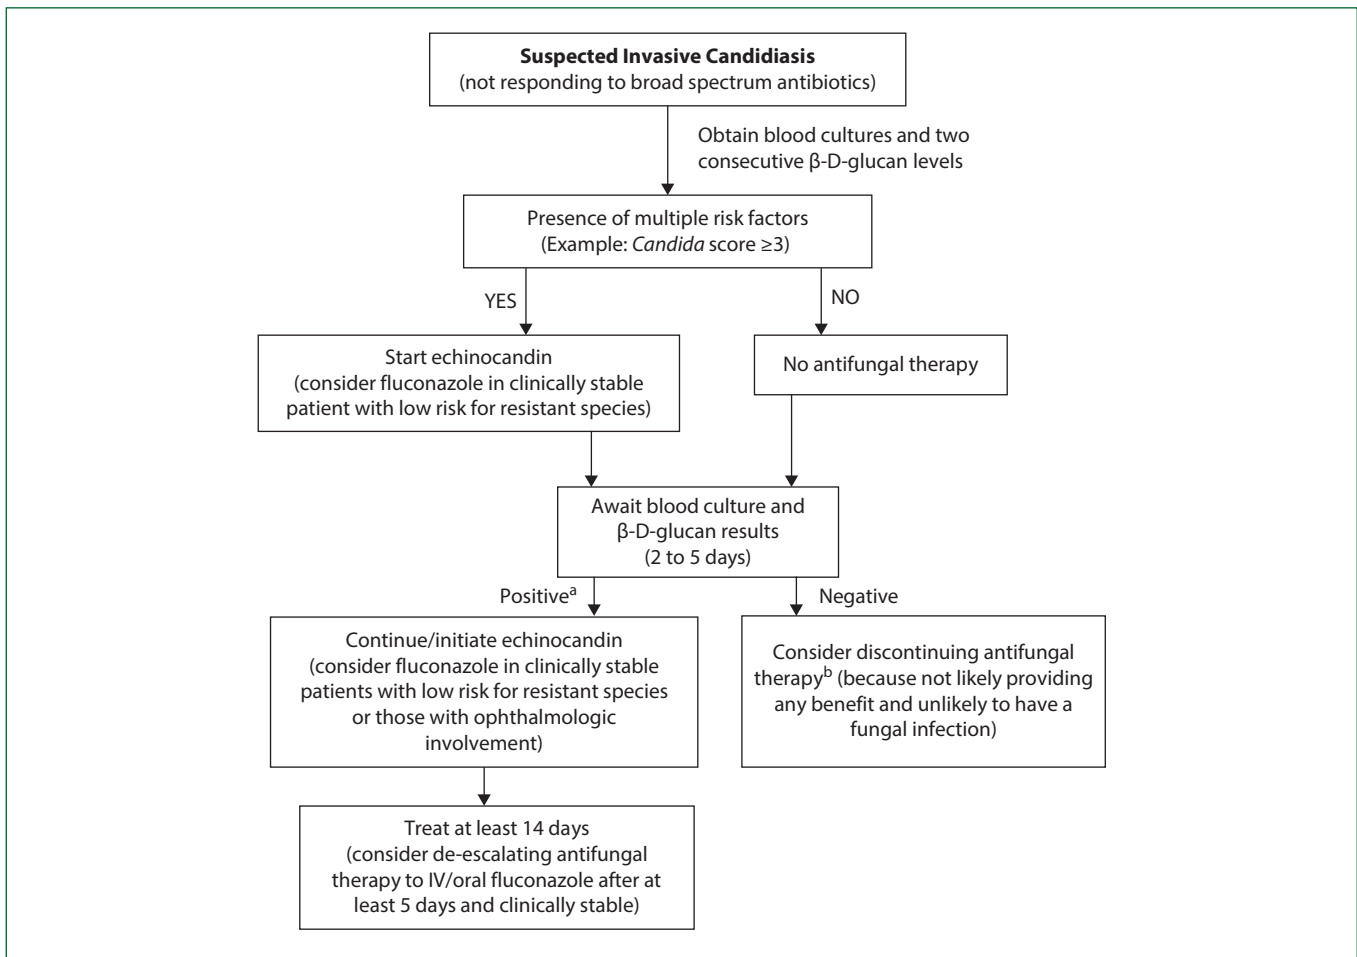 Suspected Invasive Candidiasis
(not responding to broad spectrum antibiotics)
Obtain blood cultures and two
consecutive β-D-glucan levels
Presence of multiple risk factors
(Example: Candida score ≥3)
YES
NO
Start echinocandin
(consider fluconazole in clinically stable
patient with low risk for resistant species)
No antifungal therapy
Await blood culture and
β-D-glucan results
(2 to 5 days)
Positiveᵃ
Negative
Continue/initiate echinocandin
(consider fluconazole in clinically stable
patients with low risk for resistant species
or those with ophthalmologic
involvement)
Consider discontinuing antifungal
therapyᵇ (because not likely providing
any benefit and unlikely to have a
fungal infection)
Treat at least 14 days
(consider de-escalating antifungal
therapy to IV/oral fluconazole after at
least 5 days and clinically stable)